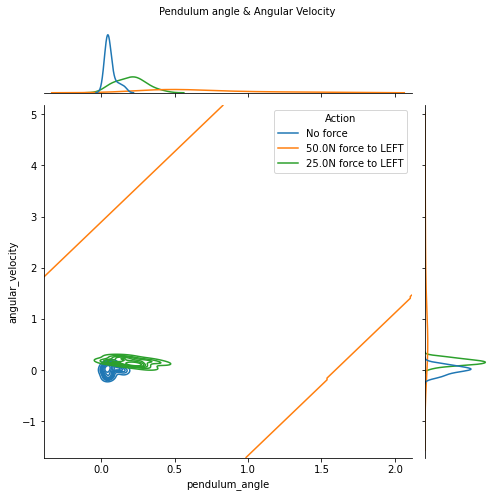 Pendulum angle & Angular Velocity
Action
No force
50.0N force to LEFT
25.0N force to LEFT
angular_velocity
5
4
3
2
1
0
−1
0.0 0.5 1.0 1.5 2.0
pendulum_angle